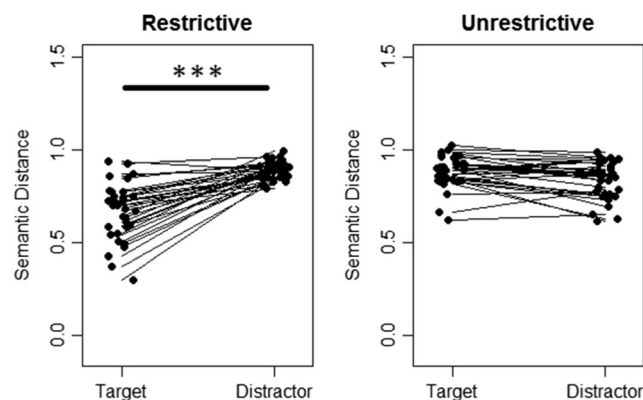 Restrictive
***
Semantic Distance
1.5
1.0
0.5
0.0
Target Distractor
Unrestrictive
Semantic Distance
1.5
1.0
0.5
0.0
Target Distractor